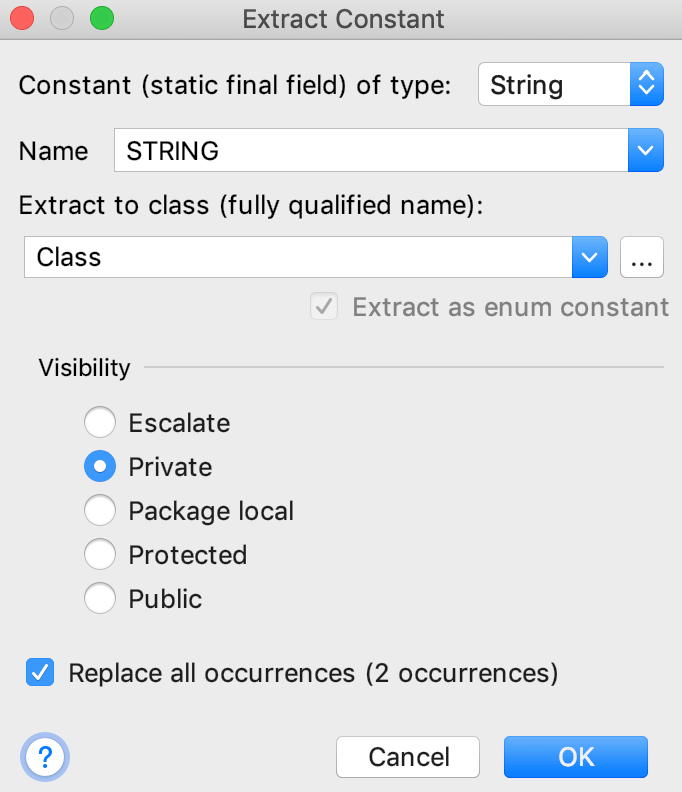 Extract Constant
Constant (static final field) of type: String
Name STRING
Extract to class (fully qualified name):
Class ...
Extract as enum constant
Visibility
Escalate
Private
Package local
Protected
Public
Replace all occurrences (2 occurrences)
? Cancel OK